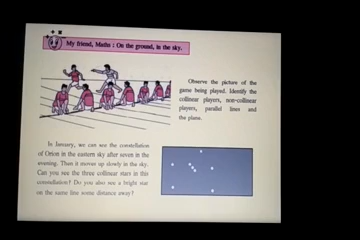 My friend, Maths : On the ground, in the sky.
Observe the picture of the
game being played. Identify the
collinear players, non-collinear
players, parallel lines and
the plane.
In January, we can see the constellation
of Orion in the eastern sky after seven in the
evening. Then it moves up slowly in the sky.
Can you see the three collinear stars in this
constellation? Do you also see a bright star
on the same line some distance away?